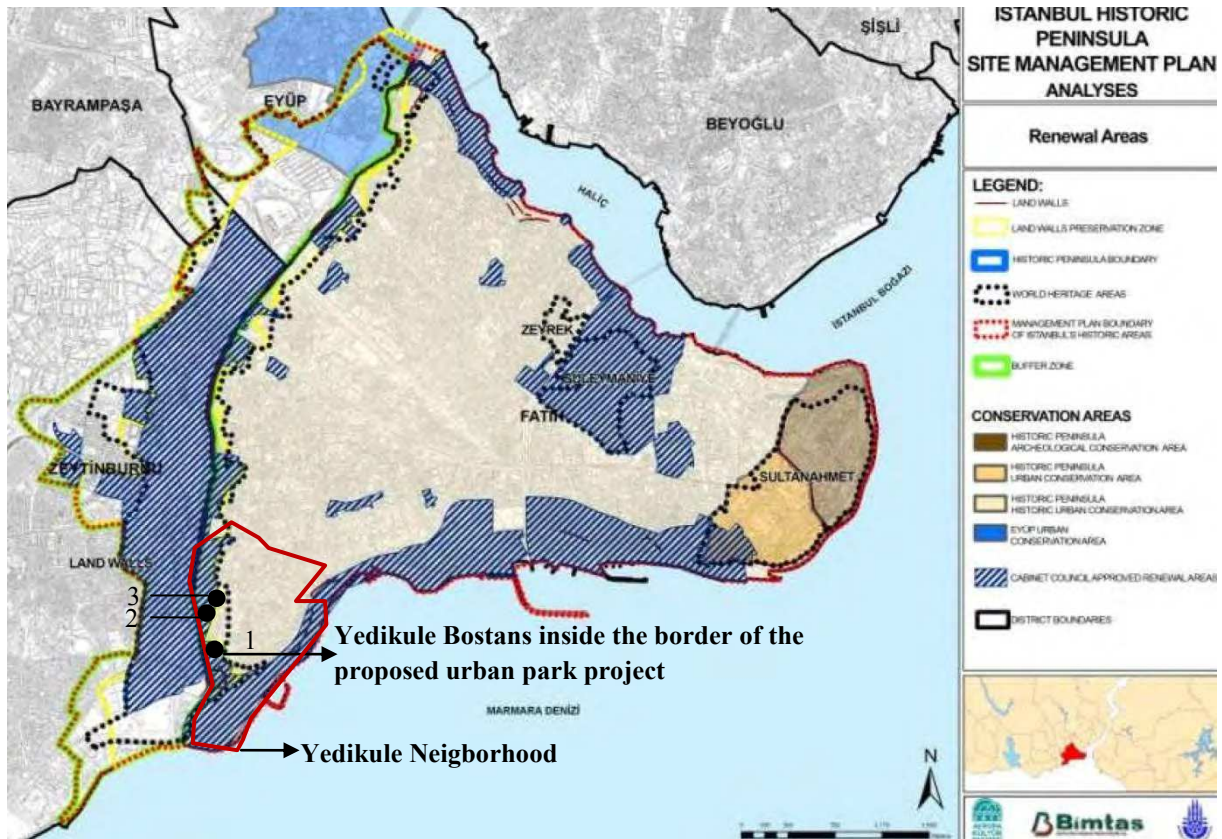 ISTANBUL HISTORIC
PENINSULA
SITE MANAGEMENT PLAN
ANALYSES
Renewal Areas
LEGEND:
LAND WALLS
LAND WALLS PRESERVATION ZONE
HISTORIC PENINSULA BOUNDARY
WORLD HERITAGE AREAS
MANAGEMENT PLAN BOUNDARY
OF ISTANBUL'S HISTORIC AREAS
BUFFER ZONE
CONSERVATION AREAS
HISTORIC PENINSULA
ARCHEOLOGICAL CONSERVATION AREA
HISTORIC PENINSULA
URBAN CONSERVATION AREA
HISTORIC PENINSULA
HISTORIC URBAN CONSERVATION AREA
EYÜP URBAN
CONSERVATION AREA
CABINET COUNCIL APPROVED RENEWAL AREAS
DISTRICT BOUNDARIES
ŞİŞLİ
BAYRAMPAŞA
EYÜP
BEYOĞLU
HALİÇ
İSTANBUL BOĞAZI
ZEYREK
SÜLEYMANİYE
FATİH
ZEYTİNBURNU
SULTANAHMET
LAND WALLS
3
2
1
Yedikule Bostans inside the border of the
proposed urban park project
MARMARA DENİZİ
Yedikule Neigborhood
N
Bimtas